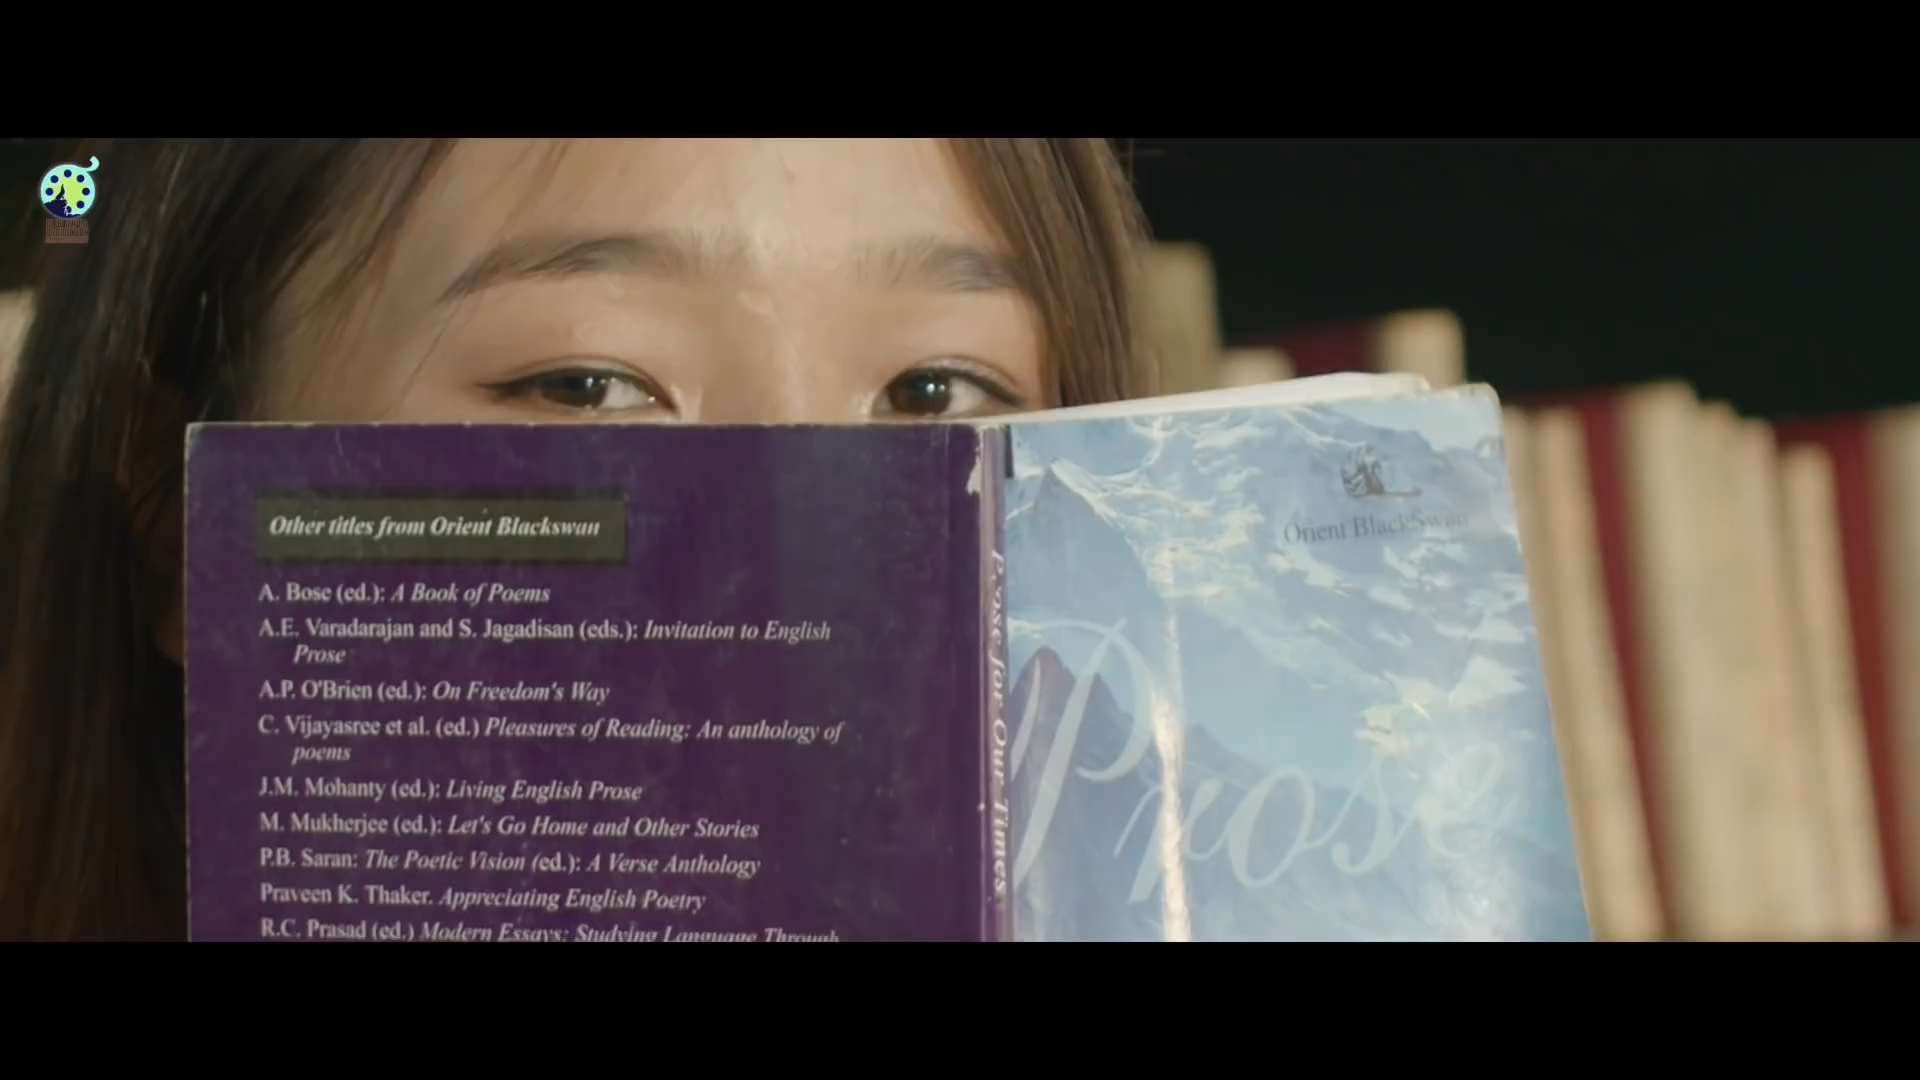 Other titles from Orient Blackswan
A. Bose (ed.): A Book of Poems
A.E. Varadarajan and S. Jagadisan (eds.): Invitation to English
Prose
A.P. O'Brien (ed.): On Freedom's Way
C. Vijayasree et al. (ed.) Pleasures of Reading: An anthology of
poems
J.M. Mohanty (ed.): Living English Prose
M. Mukherjee (ed.): Let's Go Home and Other Stories
P.B. Saran: The Poetic Vision (ed.): A Verse Anthology
Praveen K. Thaker. Appreciating English Poetry
R.C. Prasad (ed.) Modern Essays: Studying Language Through
Prose for Our Times
Orient BlackSwan
Prose